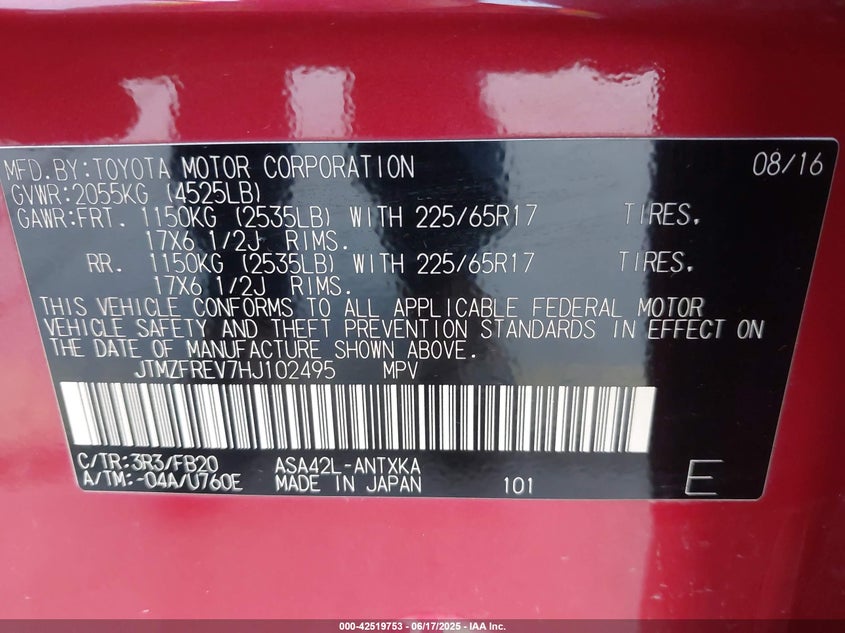 MFD.BY:TOYOTA MOTOR CORPORATION 08/16
GVWR:2055KG (4525LB)
GAWR:FRT. 1150KG (2535LB) WITH 225/65R17 TIRES.
17X6 1/2J RIMS.
RR. 1150KG (2535LB) WITH 225/65R17 TIRES.
17X6 1/2J RIMS.
THIS VEHICLE CONFORMS TO ALL APPLICABLE FEDERAL MOTOR
VEHICLE SAFETY AND THEFT PREVENTION STANDARDS IN EFFECT ON
THE DATE OF MANUFACTURE SHOWN ABOVE.
JTMZFREV7HJ102495 MPV
C/TR:3R3/FB20 ASA42L-ANTXKA
A/TM:-04A/U760E MADE IN JAPAN 101 E
000-42519753 - 06/17/2025 - IAA Inc.